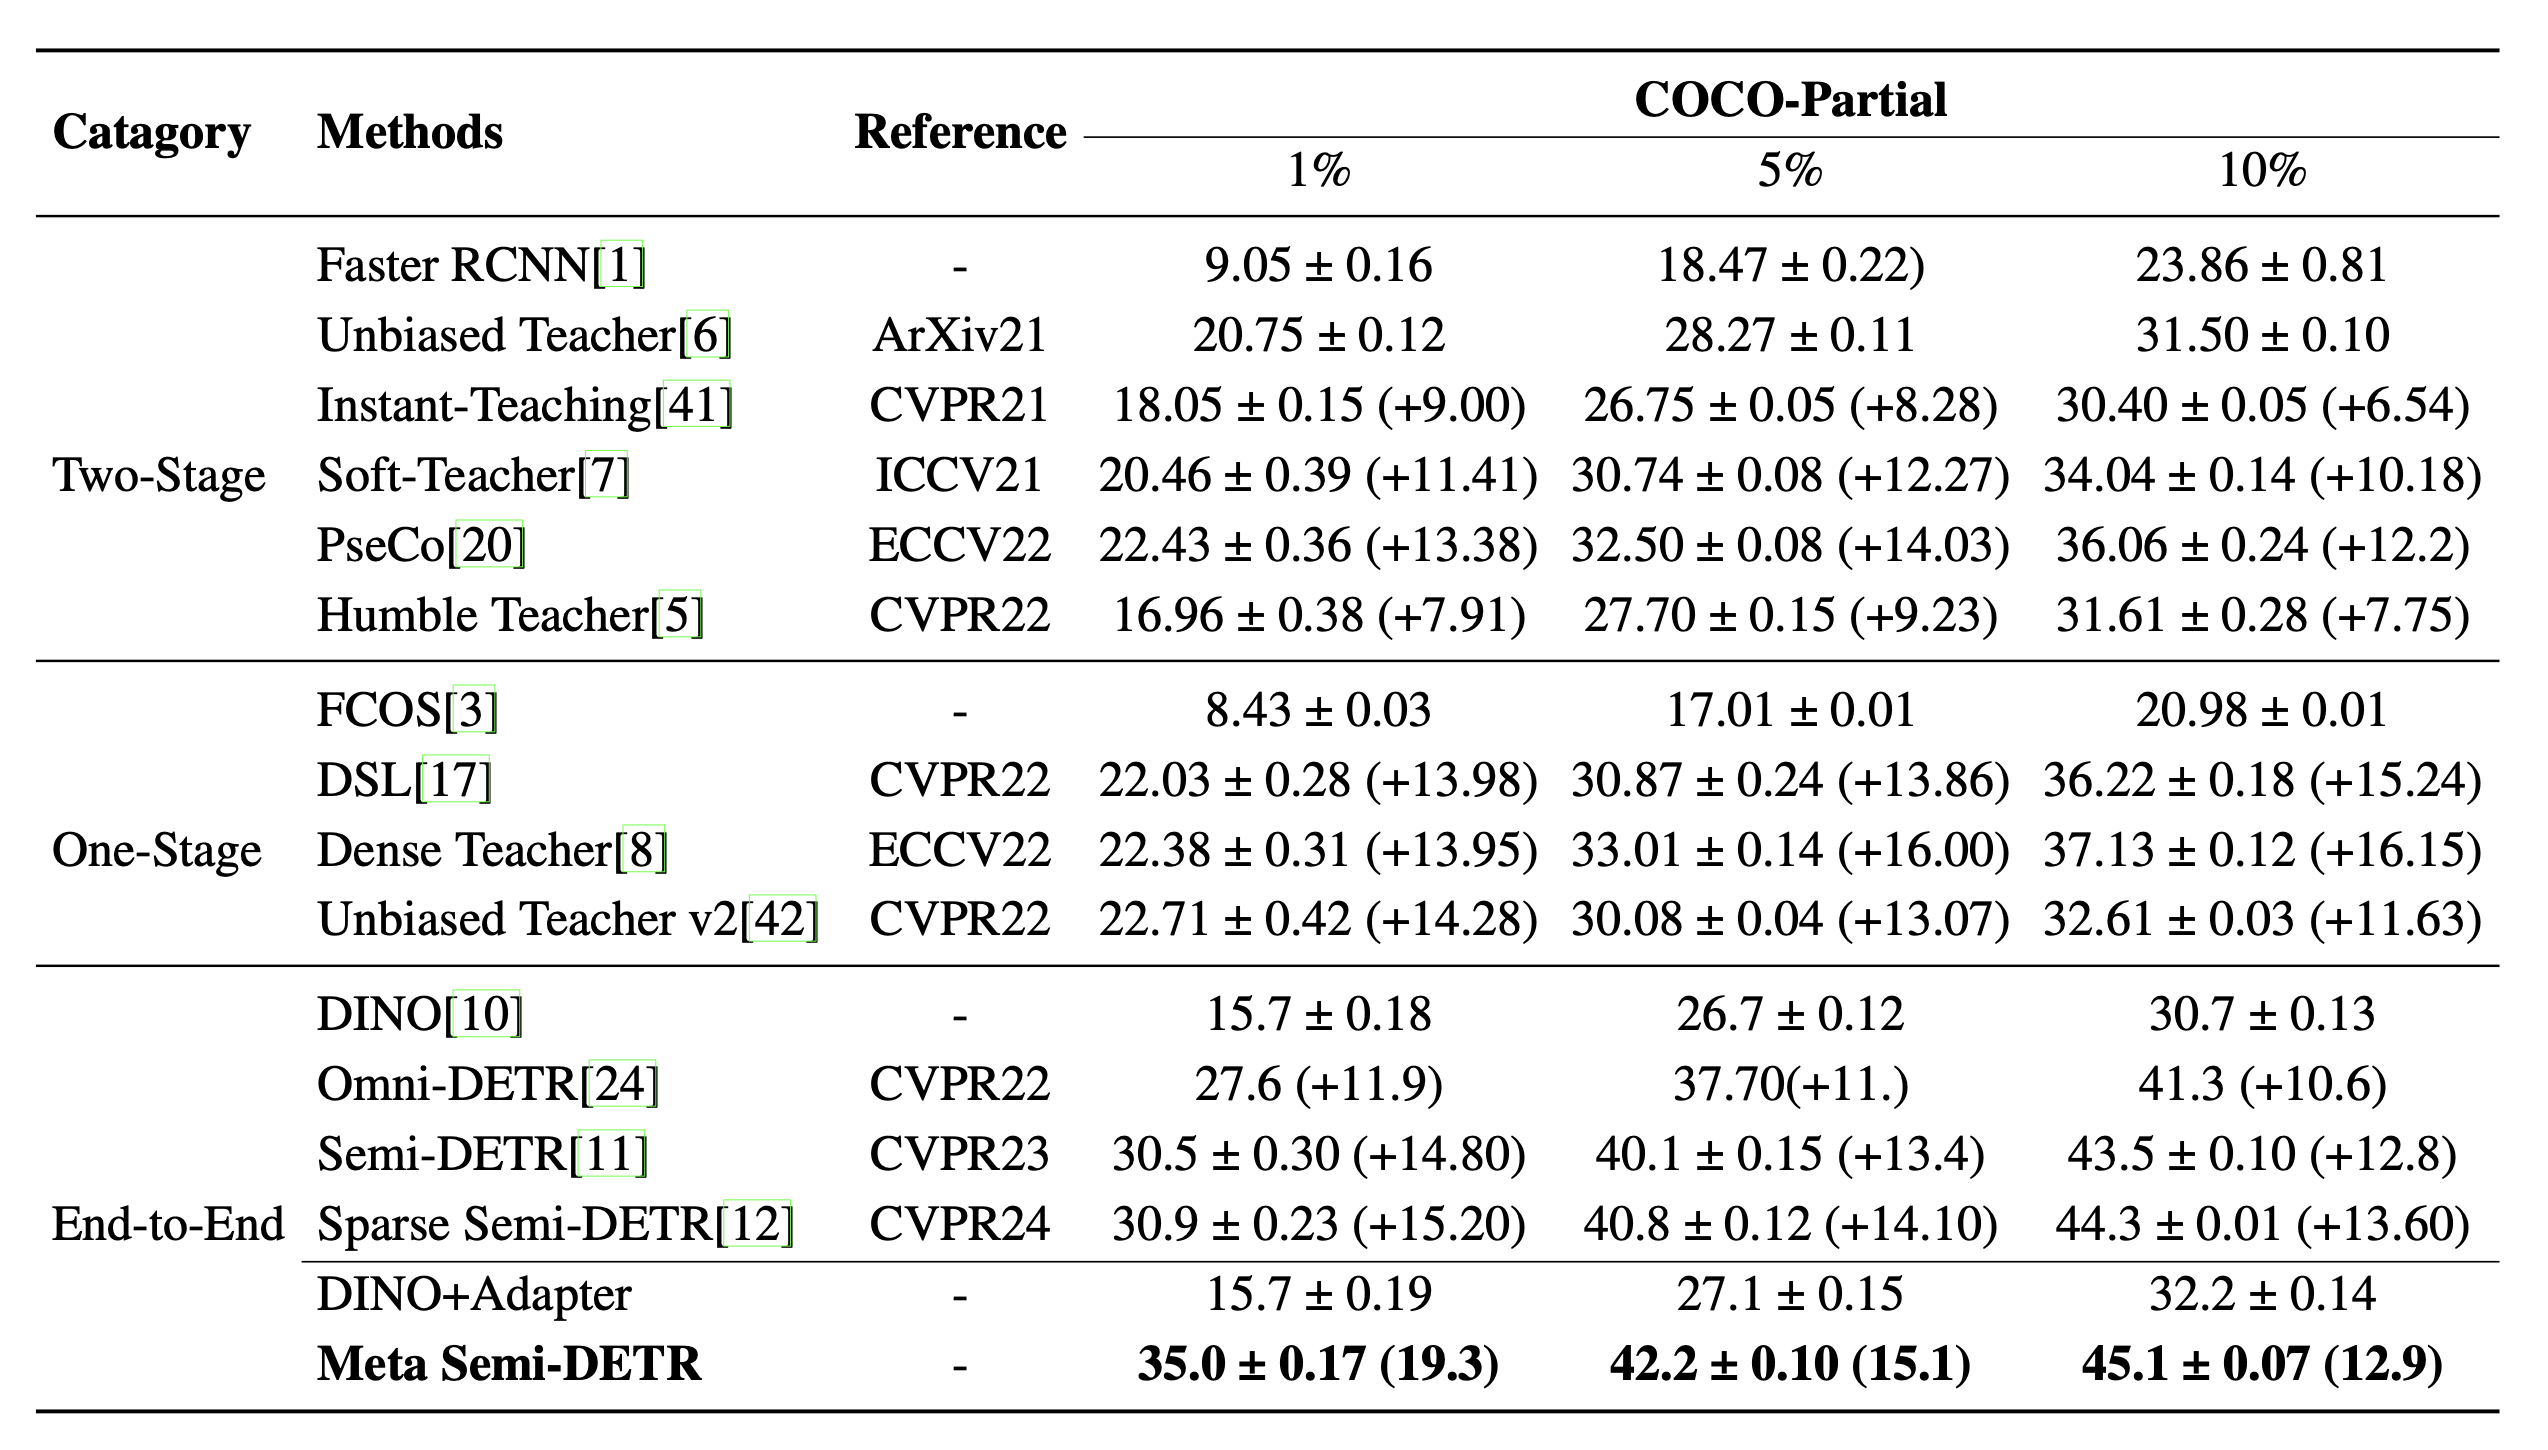 COCO-Partial
Catagory Methods Reference
1% 5% 10%
Faster RCNN[1] - 9.05 ± 0.16 18.47 ± 0.22) 23.86 ± 0.81
Unbiased Teacher[6] ArXiv21 20.75 ± 0.12 28.27 ± 0.11 31.50 ± 0.10
Instant-Teaching[41] CVPR21 18.05 ± 0.15 (+9.00) 26.75 ± 0.05 (+8.28) 30.40 ± 0.05 (+6.54)
Two-Stage Soft-Teacher[7] ICCV21 20.46 ± 0.39 (+11.41) 30.74 ± 0.08 (+12.27) 34.04 ± 0.14 (+10.18)
PseCo[20] ECCV22 22.43 ± 0.36 (+13.38) 32.50 ± 0.08 (+14.03) 36.06 ± 0.24 (+12.2)
Humble Teacher[5] CVPR22 16.96 ± 0.38 (+7.91) 27.70 ± 0.15 (+9.23) 31.61 ± 0.28 (+7.75)
FCOS[3] - 8.43 ± 0.03 17.01 ± 0.01 20.98 ± 0.01
DSL[17] CVPR22 22.03 ± 0.28 (+13.98) 30.87 ± 0.24 (+13.86) 36.22 ± 0.18 (+15.24)
One-Stage Dense Teacher[8] ECCV22 22.38 ± 0.31 (+13.95) 33.01 ± 0.14 (+16.00) 37.13 ± 0.12 (+16.15)
Unbiased Teacher v2[42] CVPR22 22.71 ± 0.42 (+14.28) 30.08 ± 0.04 (+13.07) 32.61 ± 0.03 (+11.63)
DINO[10] - 15.7 ± 0.18 26.7 ± 0.12 30.7 ± 0.13
Omni-DETR[24] CVPR22 27.6 (+11.9) 37.70(+11.) 41.3 (+10.6)
Semi-DETR[11] CVPR23 30.5 ± 0.30 (+14.80) 40.1 ± 0.15 (+13.4) 43.5 ± 0.10 (+12.8)
End-to-End Sparse Semi-DETR[12] CVPR24 30.9 ± 0.23 (+15.20) 40.8 ± 0.12 (+14.10) 44.3 ± 0.01 (+13.60)
DINO+Adapter - 15.7 ± 0.19 27.1 ± 0.15 32.2 ± 0.14
Meta Semi-DETR - 35.0 ± 0.17 (19.3) 42.2 ± 0.10 (15.1) 45.1 ± 0.07 (12.9)